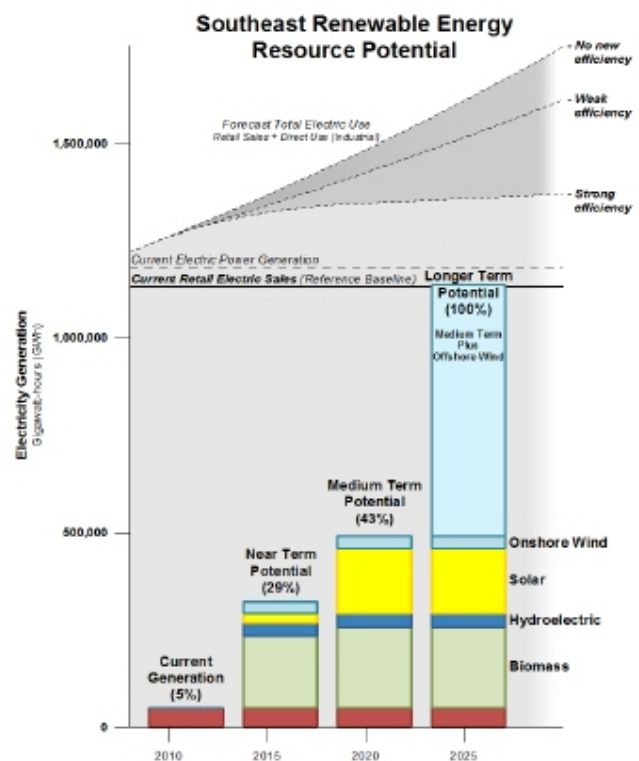 Southeast Renewable Energy
Resource Potential
No new
efficiency
Weak
efficiency
Forecast Total Electric Use
Retail Sales + Direct Use (Industrial)
1,500,000
Strong
efficiency
Current Electric Power Generation
Current Retail Electric Sales (Reference Baseline)
Longer Term
Potential
(100%)
Medium Term
Plus
Offshore Wind
1,000,000
Electricity Generation
Gigawatt-hours (GWh)
Medium Term
Potential
(43%)
500,000
Onshore Wind
Near Term
Potential
(29%)
Solar
Hydroelectric
Current
Generation
(5%)
Biomass
0
2010
2015
2020
2025